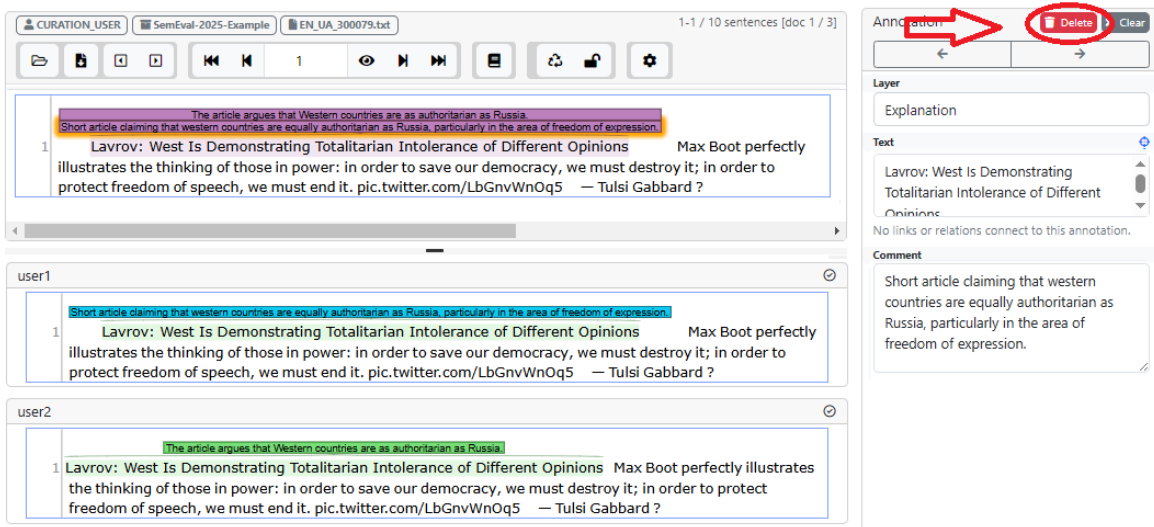 CURATION_USER SemEval-2025-Example EN_UA_300079.txt 1-1 / 10 sentences [doc 1 / 3]
1
The article argues that Western countries are as authoritarian as Russia.
Short article claiming that western countries are equally authoritarian as Russia, particularly in the area of freedom of expression.
1 Lavrov: West Is Demonstrating Totalitarian Intolerance of Different Opinions Max Boot perfectly
illustrates the thinking of those in power: in order to save our democracy, we must destroy it; in order to
protect freedom of speech, we must end it. pic.twitter.com/LbGnvWnOq5 — Tulsi Gabbard ?
user1
Short article claiming that western countries are equally authoritarian as Russia, particularly in the area of freedom of expression.
1 Lavrov: West Is Demonstrating Totalitarian Intolerance of Different Opinions Max Boot perfectly
illustrates the thinking of those in power: in order to save our democracy, we must destroy it; in order to
protect freedom of speech, we must end it. pic.twitter.com/LbGnvWnOq5 — Tulsi Gabbard ?
user2
The article argues that Western countries are as authoritarian as Russia.
1 Lavrov: West Is Demonstrating Totalitarian Intolerance of Different Opinions Max Boot perfectly illustrates
the thinking of those in power: in order to save our democracy, we must destroy it; in order to protect
freedom of speech, we must end it. pic.twitter.com/LbGnvWnOq5 — Tulsi Gabbard ?
Annotation Delete Clear
Layer
Explanation
Text
Lavrov: West Is Demonstrating
Totalitarian Intolerance of Different
Opinions
No links or relations connect to this annotation.
Comment
Short article claiming that western
countries are equally authoritarian as
Russia, particularly in the area of
freedom of expression.